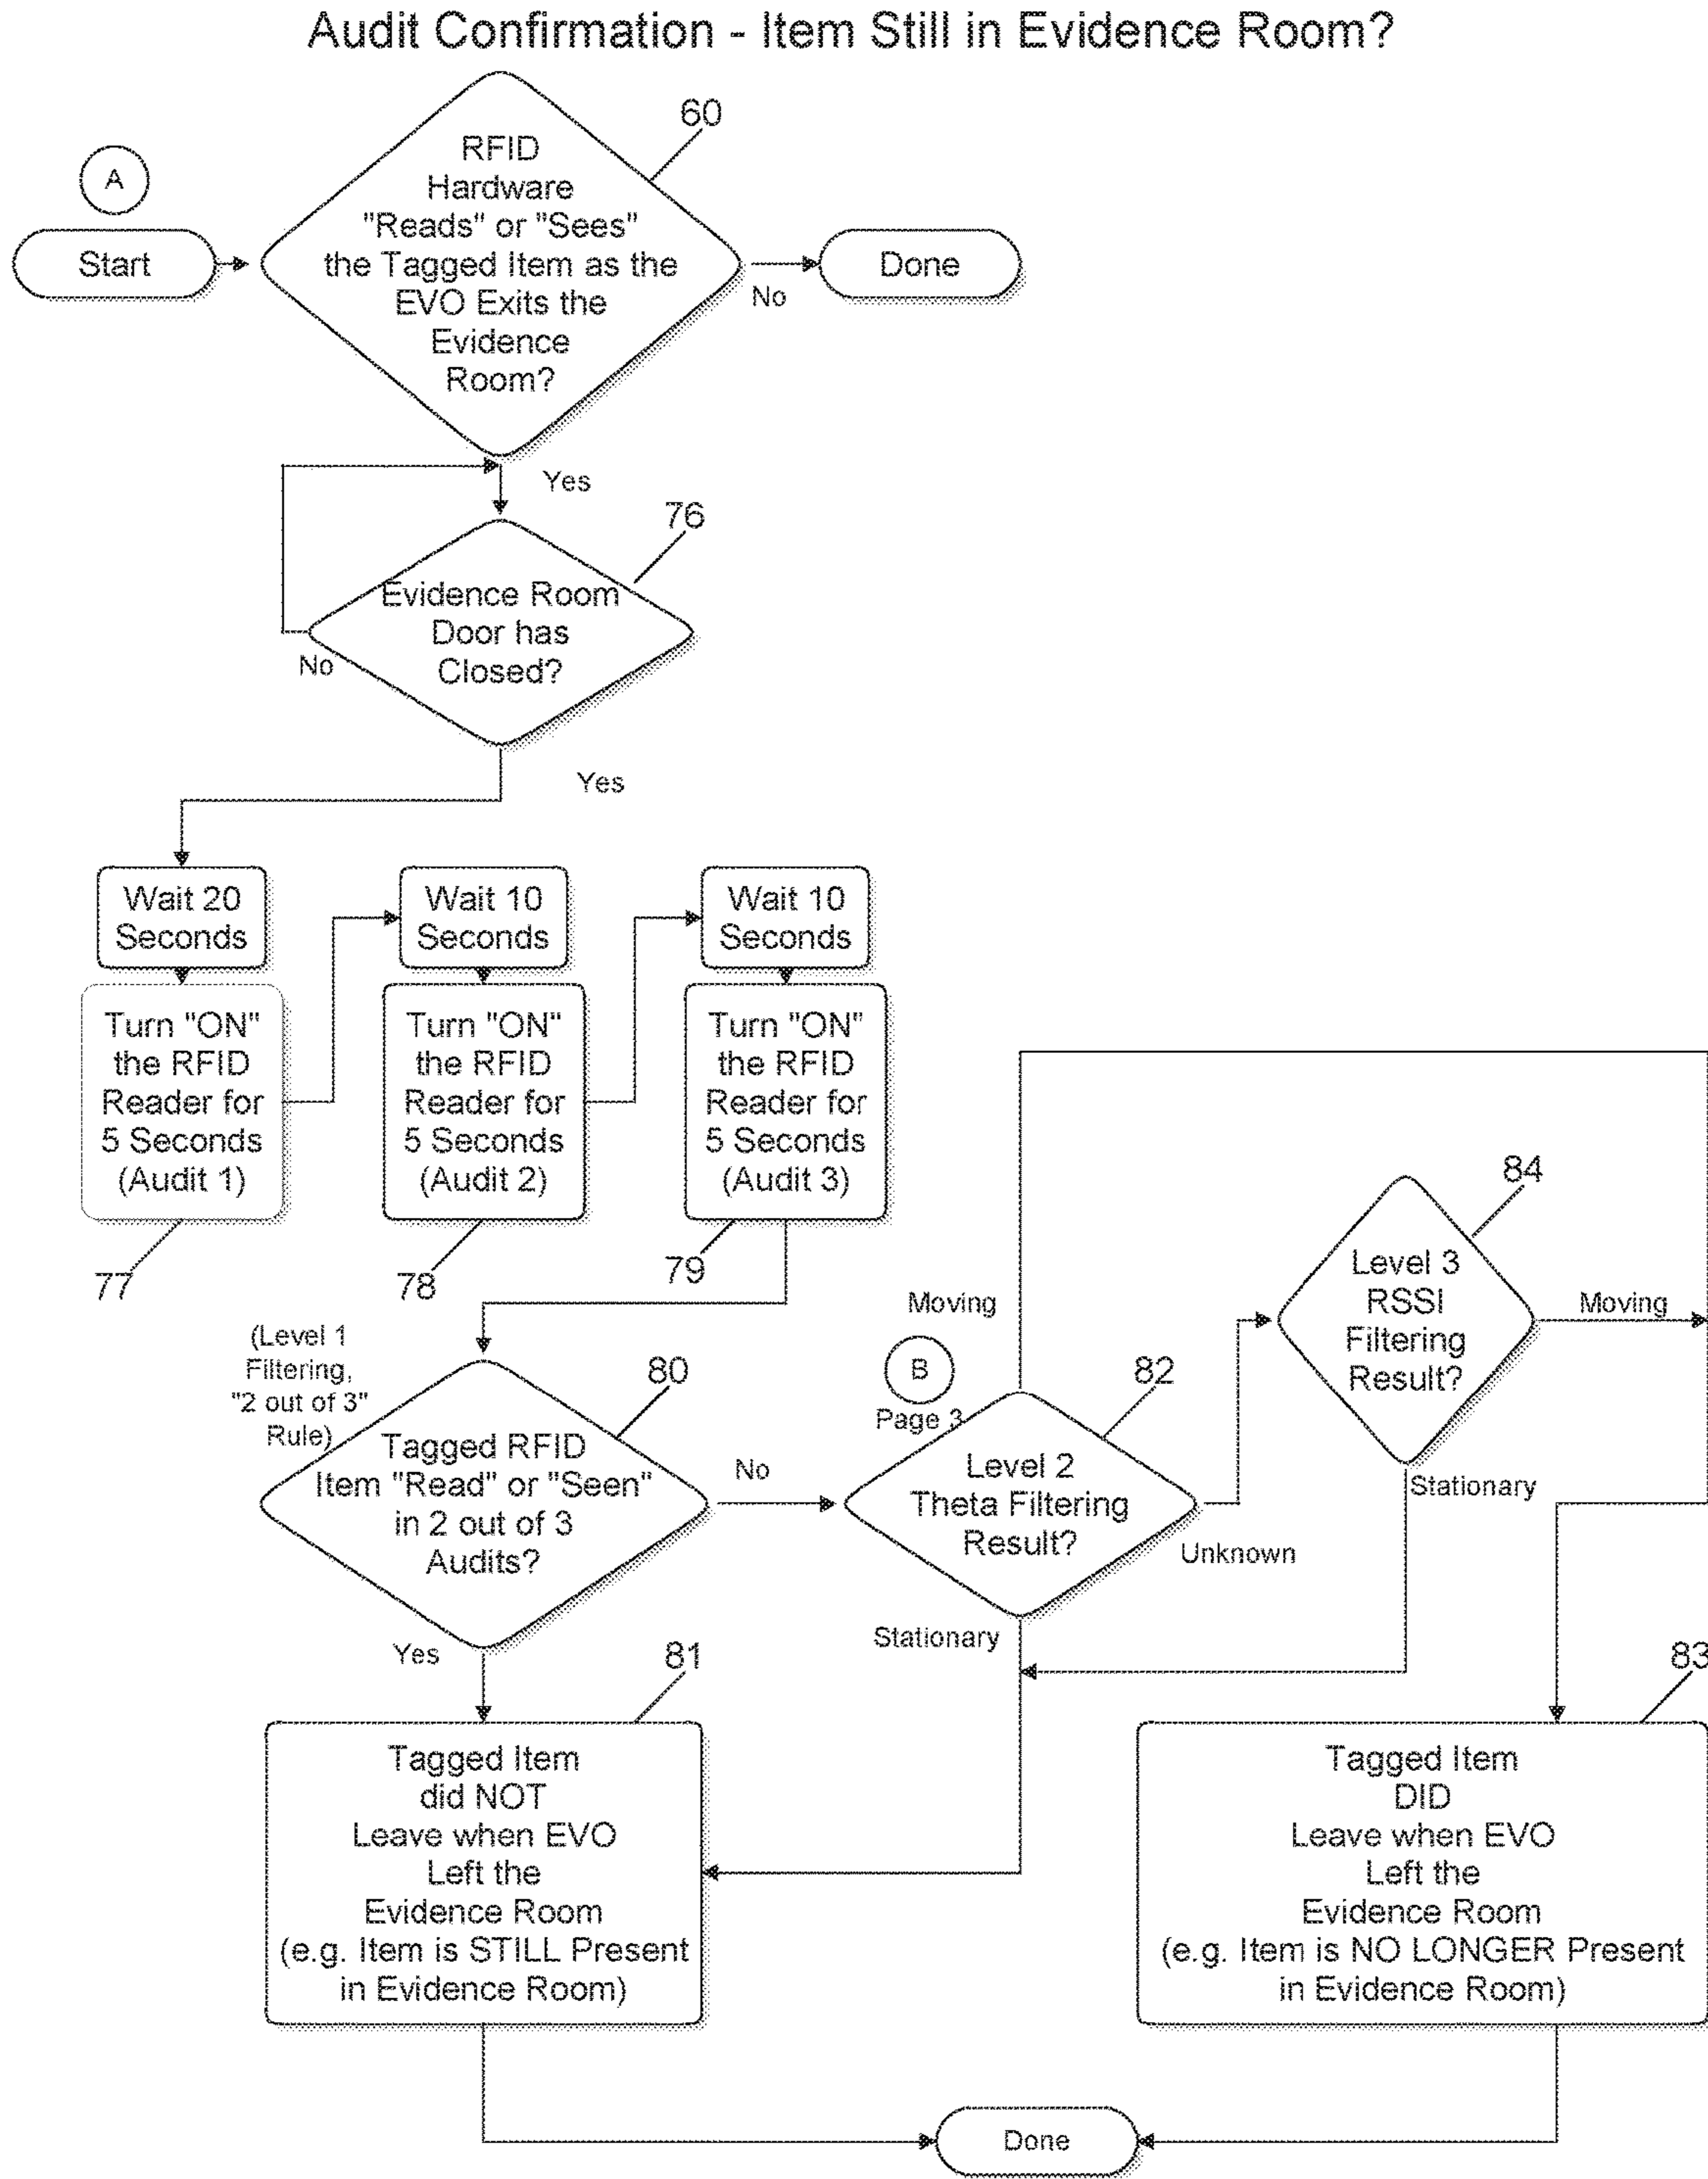 Audit Confirmation - Item Still in Evidence Room?
60
A
RFID
Hardware
"Reads" or "Sees"
the Tagged Item as the
EVO Exits the
Evidence
Room?
Start
No
Done
Yes
76
Evidence Room
Door has
Closed?
No
Yes
Wait 20
Seconds
Wait 10
Seconds
Wait 10
Seconds
Turn "ON"
the RFID
Reader for
5 Seconds
(Audit 1)
Turn "ON"
the RFID
Reader for
5 Seconds
(Audit 2)
Turn "ON"
the RFID
Reader for
5 Seconds
(Audit 3)
77
78
79
84
Level 3
RSSI
Filtering
Result?
Moving
Moving
Stationary
(Level 1
Filtering,
"2 out of 3"
Rule)
80
Tagged RFID
Item "Read" or "Seen"
in 2 out of 3
Audits?
No
B
Page 3
82
Level 2
Theta Filtering
Result?
Unknown
Stationary
Yes
81
83
Tagged Item
did NOT
Leave when EVO
Left the
Evidence Room
(e.g. Item is STILL Present
in Evidence Room)
Tagged Item
DID
Leave when EVO
Left the
Evidence Room
(e.g. Item is NO LONGER Present
in Evidence Room)
Done